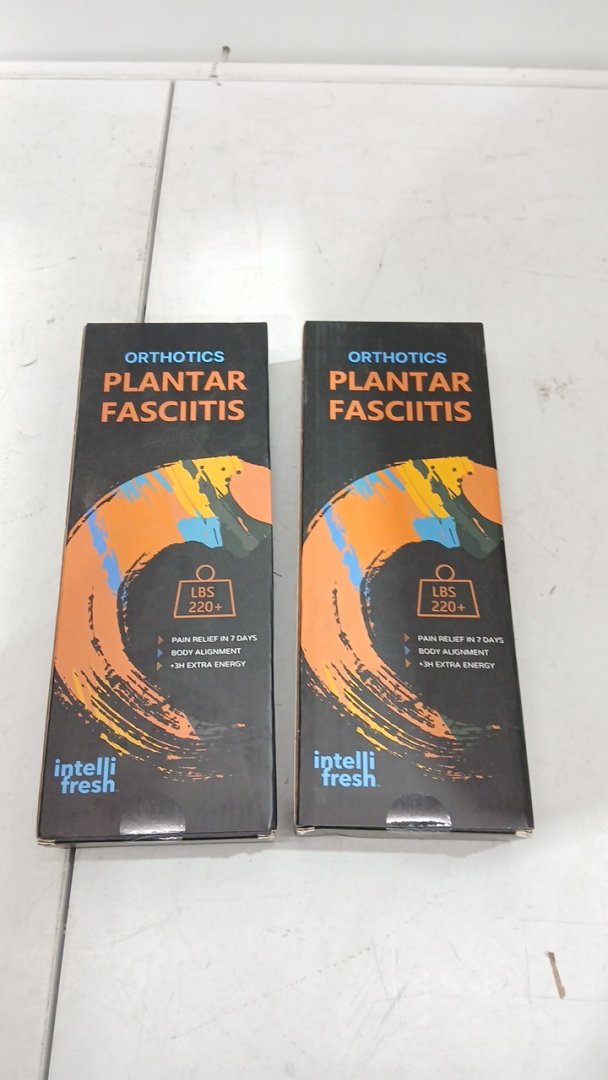 ORTHOTICS
PLANTAR
FASCIITIS
LBS
220+
PAIN RELIEF IN 7 DAYS
BODY ALIGNMENT
+3H EXTRA ENERGY
intelli
fresh
ORTHOTICS
PLANTAR
FASCIITIS
LBS
220+
PAIN RELIEF IN 7 DAYS
BODY ALIGNMENT
+3H EXTRA ENERGY
intelli
fresh